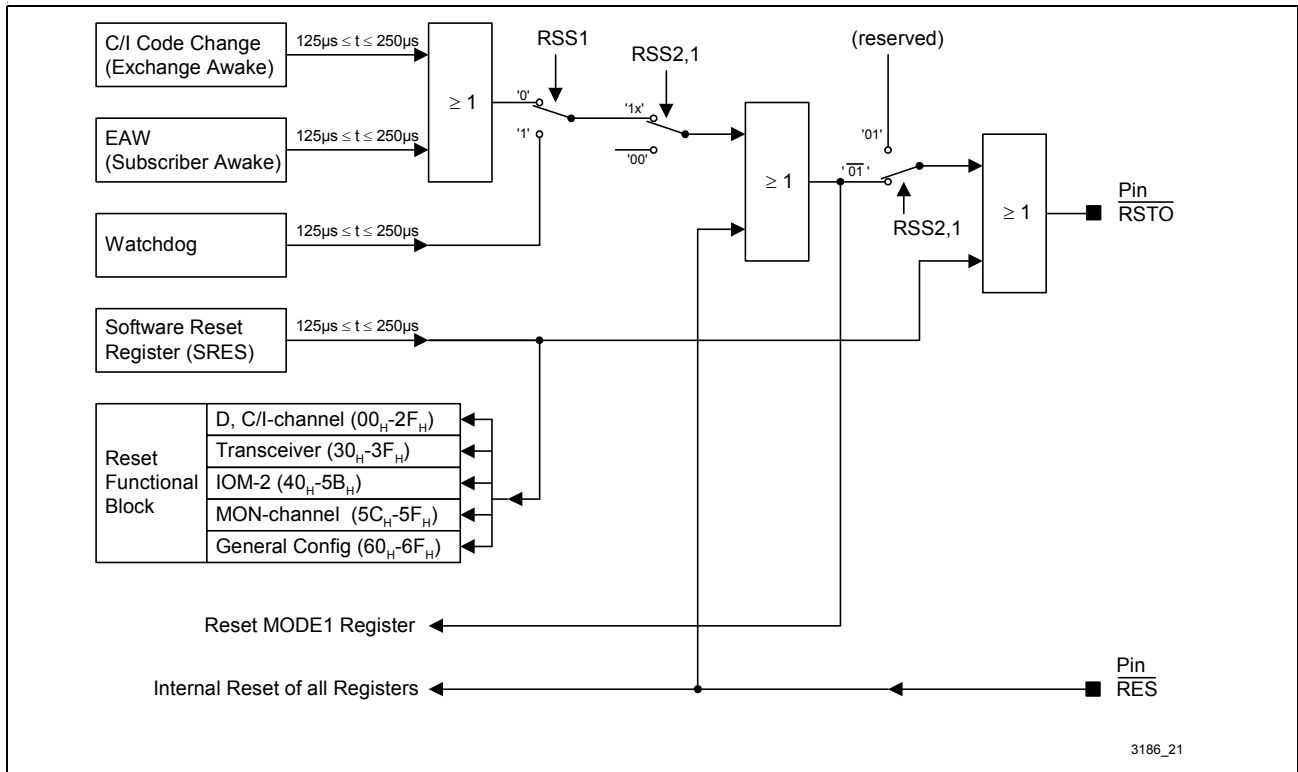 C/I Code Change
(Exchange Awake)
125µs ≤ t ≤ 250µs
EAW
(Subscriber Awake)
125µs ≤ t ≤ 250µs
Watchdog
125µs ≤ t ≤ 250µs
Software Reset
Register (SRES)
125µs ≤ t ≤ 250µs
≥ 1
RSS1
'0'
'1'
RSS2,1
'1x'
'00'
≥ 1
(reserved)
'01'
'01'
RSS2,1
≥ 1
Pin
RSTO
Reset
Functional
Block
D, C/I-channel (00H-2FH)
Transceiver (30H-3FH)
IOM-2 (40H-5BH)
MON-channel (5CH-5FH)
General Config (60H-6FH)
Reset MODE1 Register
Internal Reset of all Registers
Pin
RES
3186_21